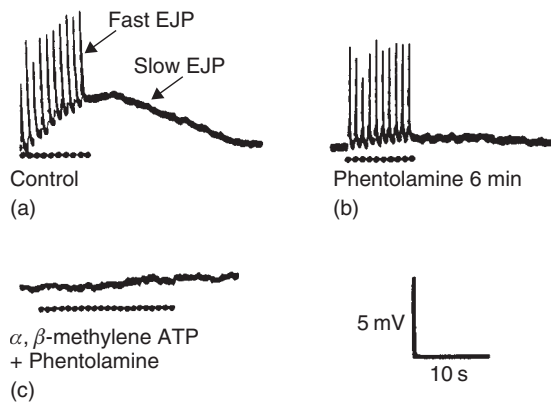 Fast EJP
Slow EJP
Control
(a)
Phentolamine 6 min
(b)
α, β-methylene ATP
+ Phentolamine
(c)
5 mV
10 s